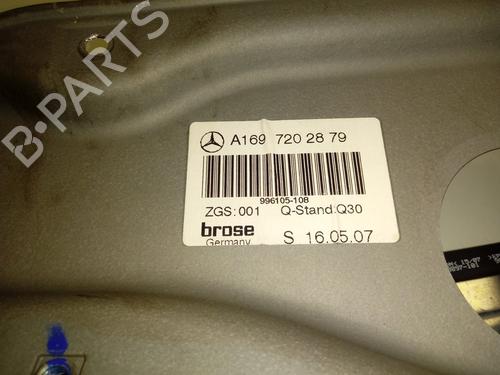 B-PARTS
A169 720 28 79
996105-108
ZGS:001 Q-Stand:Q30
brose
Germany
S 16.05.07